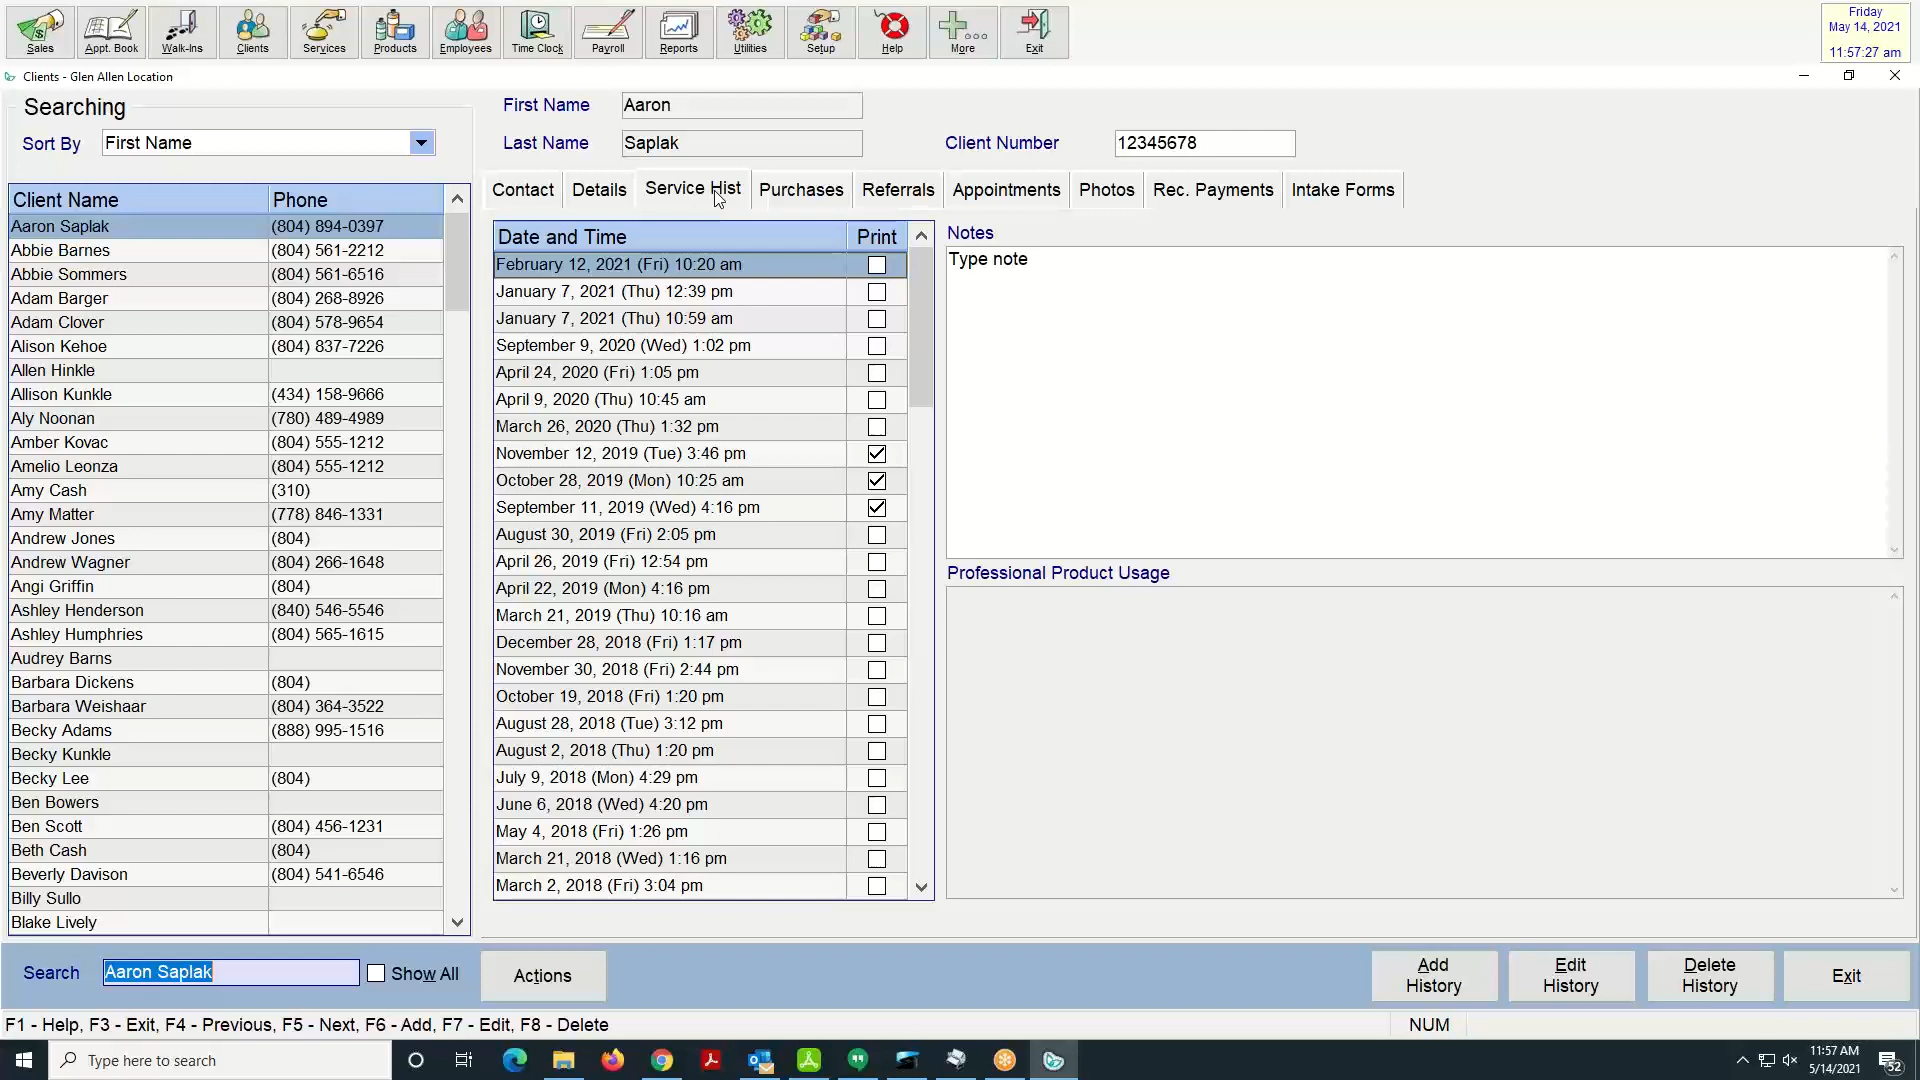 Sales
Appt. Book
Walk-Ins
Clients
Services
Products
Employees
Time Clock
Payroll
Reports
Utilities
Setup
Help
More
Exit
Friday
May 14, 2021
11:57:27 am
Clients - Glen Allen Location
Searching
Sort By First Name
Client Name Phone
Aaron Saplak (804) 894-0397
Abbie Barnes (804) 561-2212
Abbie Sommers (804) 561-6516
Adam Barger (804) 268-8926
Adam Clover (804) 578-9654
Alison Kehoe (804) 837-7226
Allen Hinkle
Allison Kunkle (434) 158-9666
Aly Noonan (780) 489-4989
Amber Kovac (804) 555-1212
Amelio Leonza (804) 555-1212
Amy Cash (310)
Amy Matter (778) 846-1331
Andrew Jones (804)
Andrew Wagner (804) 266-1648
Angi Griffin (804)
Ashley Henderson (840) 546-5546
Ashley Humphries (804) 565-1615
Audrey Barns
Barbara Dickens (804)
Barbara Weishaar (804) 364-3522
Becky Adams (888) 995-1516
Becky Kunkle
Becky Lee (804)
Ben Bowers
Ben Scott (804) 456-1231
Beth Cash (804)
Beverly Davison (804) 541-6546
Billy Sullo
Blake Lively
First Name Aaron
Last Name Saplak
Client Number 12345678
Contact Details Service Hist Purchases Referrals Appointments Photos Rec. Payments Intake Forms
Date and Time Print
February 12, 2021 (Fri) 10:20 am
January 7, 2021 (Thu) 12:39 pm
January 7, 2021 (Thu) 10:59 am
September 9, 2020 (Wed) 1:02 pm
April 24, 2020 (Fri) 1:05 pm
April 9, 2020 (Thu) 10:45 am
March 26, 2020 (Thu) 1:32 pm
November 12, 2019 (Tue) 3:46 pm
October 28, 2019 (Mon) 10:25 am
September 11, 2019 (Wed) 4:16 pm
August 30, 2019 (Fri) 2:05 pm
April 26, 2019 (Fri) 12:54 pm
April 22, 2019 (Mon) 4:16 pm
March 21, 2019 (Thu) 10:16 am
December 28, 2018 (Fri) 1:17 pm
November 30, 2018 (Fri) 2:44 pm
October 19, 2018 (Fri) 1:20 pm
August 28, 2018 (Tue) 3:12 pm
August 2, 2018 (Thu) 1:20 pm
July 9, 2018 (Mon) 4:29 pm
June 6, 2018 (Wed) 4:20 pm
May 4, 2018 (Fri) 1:26 pm
March 21, 2018 (Wed) 1:16 pm
March 2, 2018 (Fri) 3:04 pm
Notes
Type note
Professional Product Usage
Search Aaron Saplak Show All
Actions
Add History
Edit History
Delete History
Exit
F1 - Help, F3 - Exit, F4 - Previous, F5 - Next, F6 - Add, F7 - Edit, F8 - Delete
NUM
Type here to search
11:57 AM
5/14/2021
52